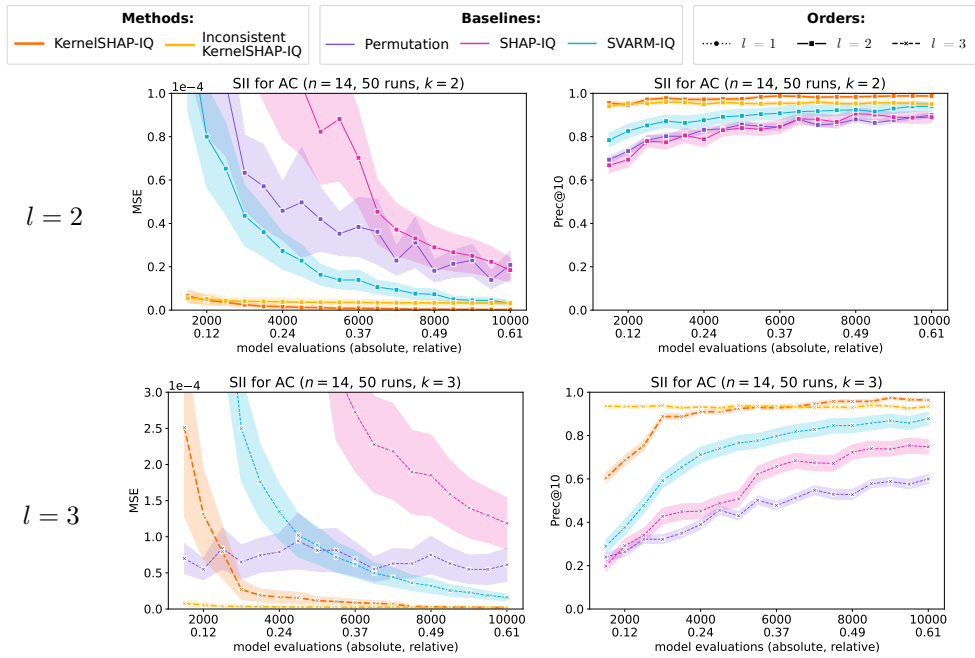 Methods:
KernelSHAP-IQ
Inconsistent
KernelSHAP-IQ
Baselines:
Permutation
SHAP-IQ
SVARM-IQ
Orders:
l = 1
l = 2
l = 3
l = 2
SII for AC (n = 14, 50 runs, k = 2)
1e−4
MSE
1.0
0.8
0.6
0.4
0.2
0.0
2000 4000 6000 8000 10000
0.12 0.24 0.37 0.49 0.61
model evaluations (absolute, relative)
SII for AC (n = 14, 50 runs, k = 2)
Prec@10
1.0
0.8
0.6
0.4
0.2
0.0
2000 4000 6000 8000 10000
0.12 0.24 0.37 0.49 0.61
model evaluations (absolute, relative)
l = 3
SII for AC (n = 14, 50 runs, k = 3)
1e−4
MSE
3.0
2.5
2.0
1.5
1.0
0.5
0.0
2000 4000 6000 8000 10000
0.12 0.24 0.37 0.49 0.61
model evaluations (absolute, relative)
SII for AC (n = 14, 50 runs, k = 3)
Prec@10
1.0
0.8
0.6
0.4
0.2
0.0
2000 4000 6000 8000 10000
0.12 0.24 0.37 0.49 0.61
model evaluations (absolute, relative)